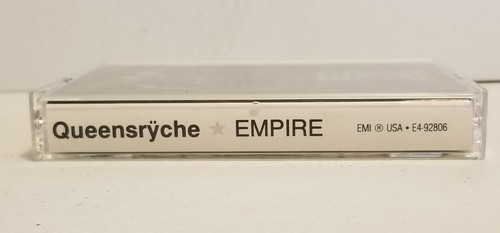 Queensrÿche ★ EMPIRE EMI ® USA • E4-92806